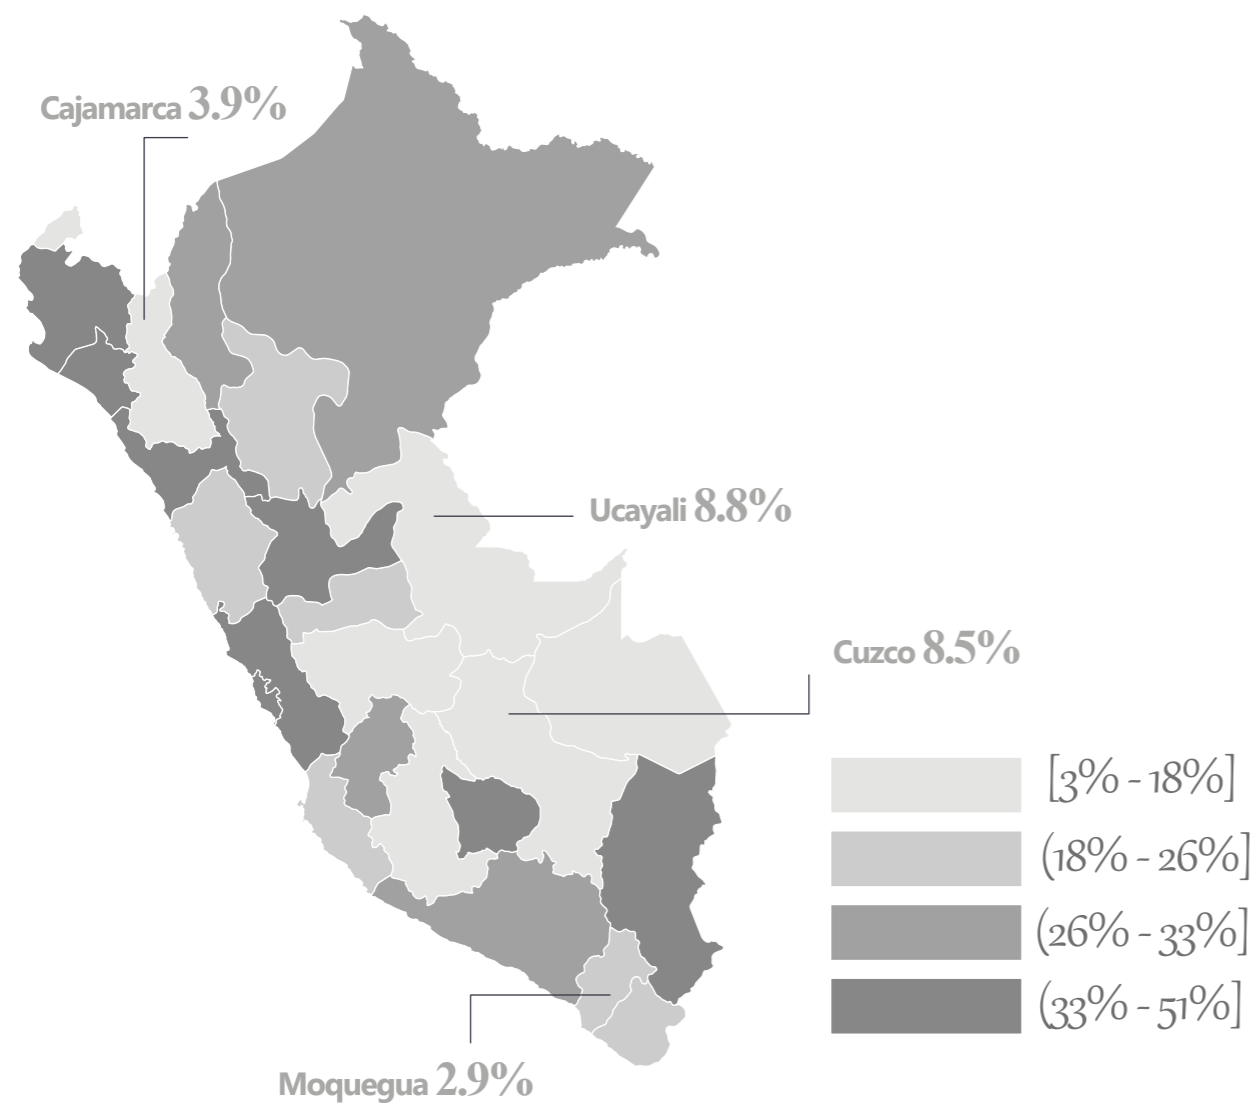 Cajamarca 3.9%
Ucayali 8.8%
Cuzco 8.5%
[3% - 18%]
(18% - 26%]
(26% - 33%]
(33% - 51%]
Moquegua 2.9%